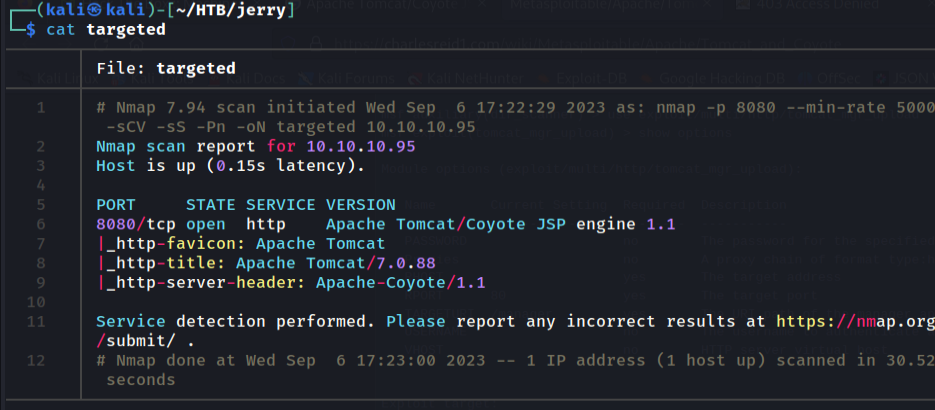 (kali㉿kali)-[~/HTB/jerry]
$ cat targeted
File: targeted
1 # Nmap 7.94 scan initiated Wed Sep  6 17:22:29 2023 as: nmap -p 8080 --min-rate 5000
-sCV -sS -Pn -oN targeted 10.10.10.95
2 Nmap scan report for 10.10.10.95
3 Host is up (0.15s latency).
4
5 PORT     STATE SERVICE VERSION
6 8080/tcp open  http    Apache Tomcat/Coyote JSP engine 1.1
7 |_http-favicon: Apache Tomcat
8 |_http-title: Apache Tomcat/7.0.88
9 |_http-server-header: Apache-Coyote/1.1
10
11 Service detection performed. Please report any incorrect results at https://nmap.org
/submit/ .
12 # Nmap done at Wed Sep  6 17:23:00 2023 -- 1 IP address (1 host up) scanned in 30.52
seconds